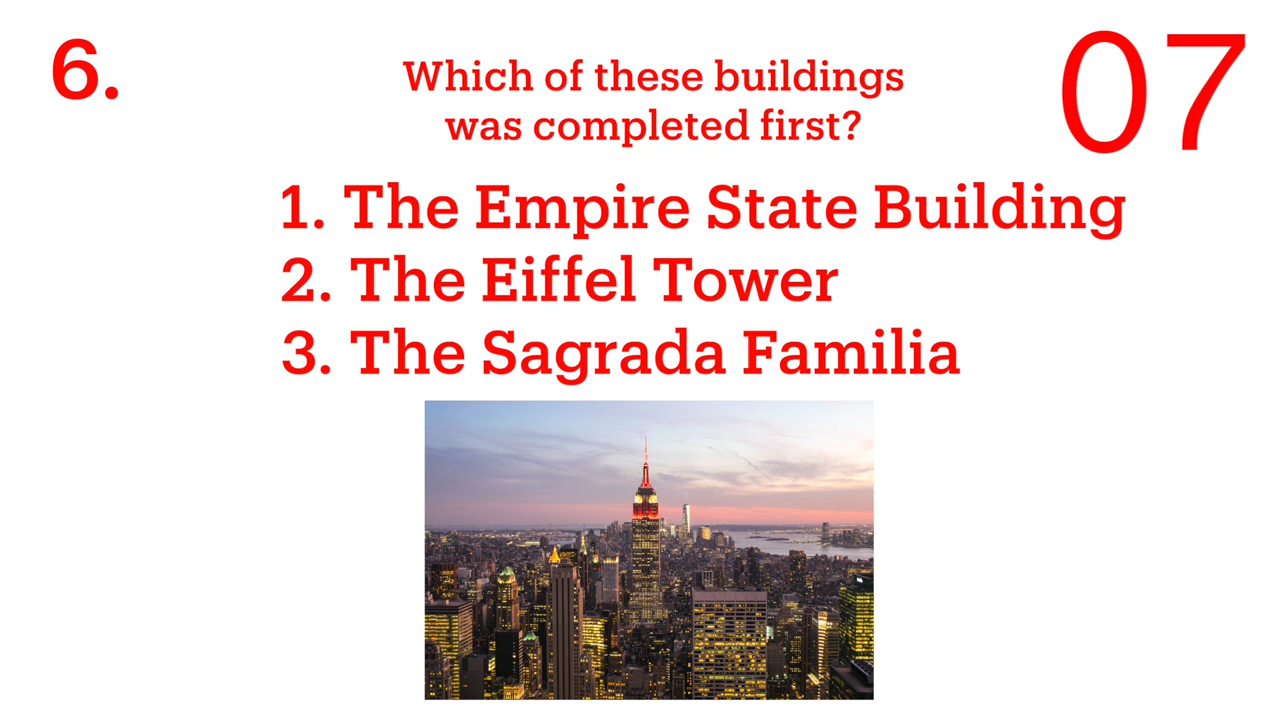 6.
Which of these buildings
was completed first?
07
1. The Empire State Building
2. The Eiffel Tower
3. The Sagrada Familia